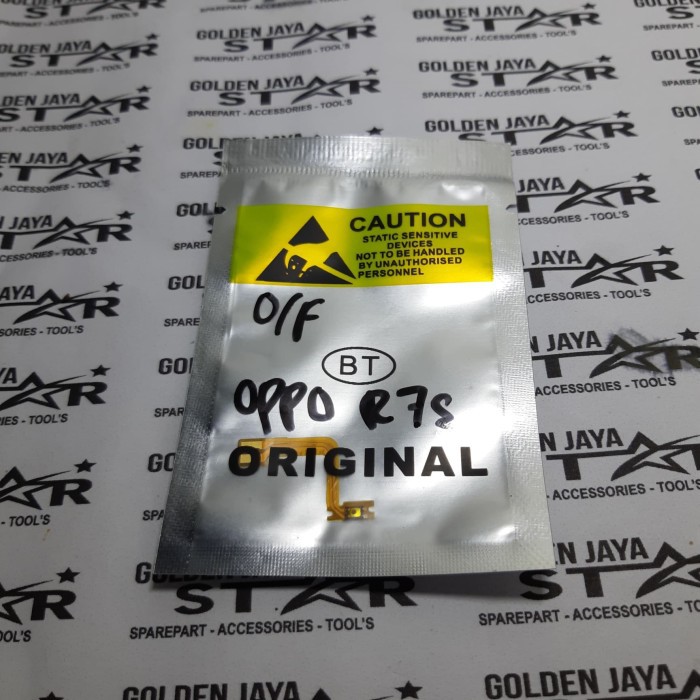 CAUTION
STATIC SENSITIVE
DEVICES
NOT TO BE HANDLED
BY UNAUTHORISED
PERSONNEL
O/F
BT
OPPO R7s
ORIGINAL
GOLDEN JAYA
STAR
SPAREPART - ACCESSORIES - TOOL'S